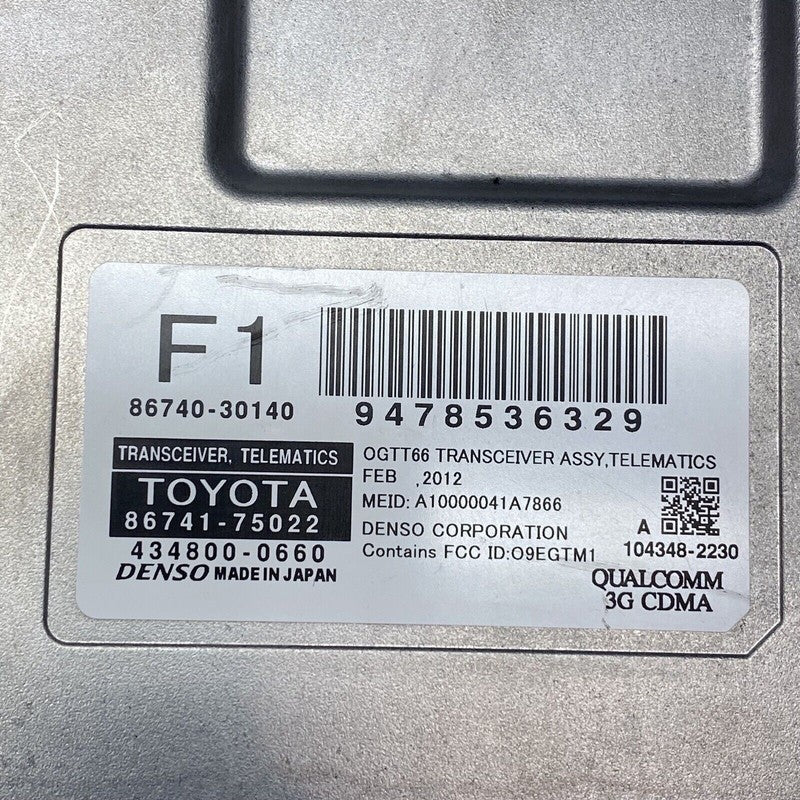 F1
86740-30140
9478536329
TRANSCEIVER, TELEMATICS
TOYOTA
86741-75022
434800-0660
DENSO MADE IN JAPAN
OGTT66 TRANSCEIVER ASSY,TELEMATICS
FEB ,2012
MEID: A10000041A7866
DENSO CORPORATION
Contains FCC ID:O9EGTM1
A
104348-2230
QUALCOMM
3G CDMA